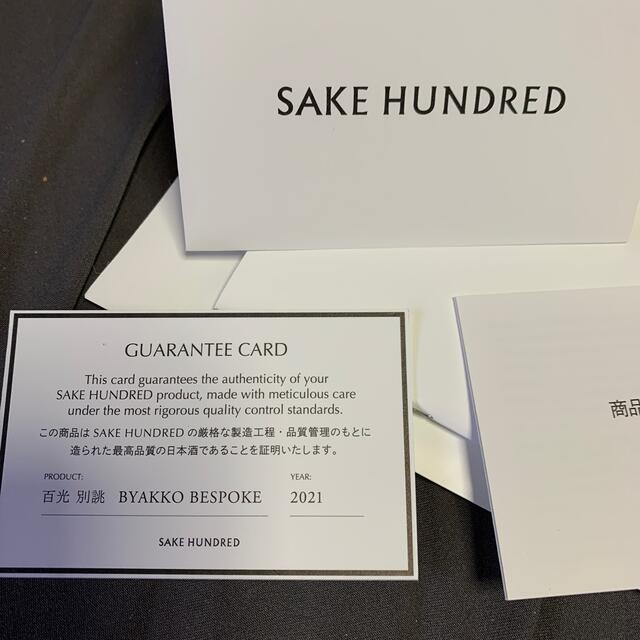 SAKE HUNDRED
GUARANTEE CARD
This card guarantees the authenticity of your
SAKE HUNDRED product, made with meticulous care
under the most rigorous quality control standards.
この商品は SAKE HUNDRED の厳格な製造工程・品質管理のもとに
造られた最高品質の日本酒であることを証明いたします。
PRODUCT: YEAR:
百光 別誂 BYAKKO BESPOKE 2021
SAKE HUNDRED
商品